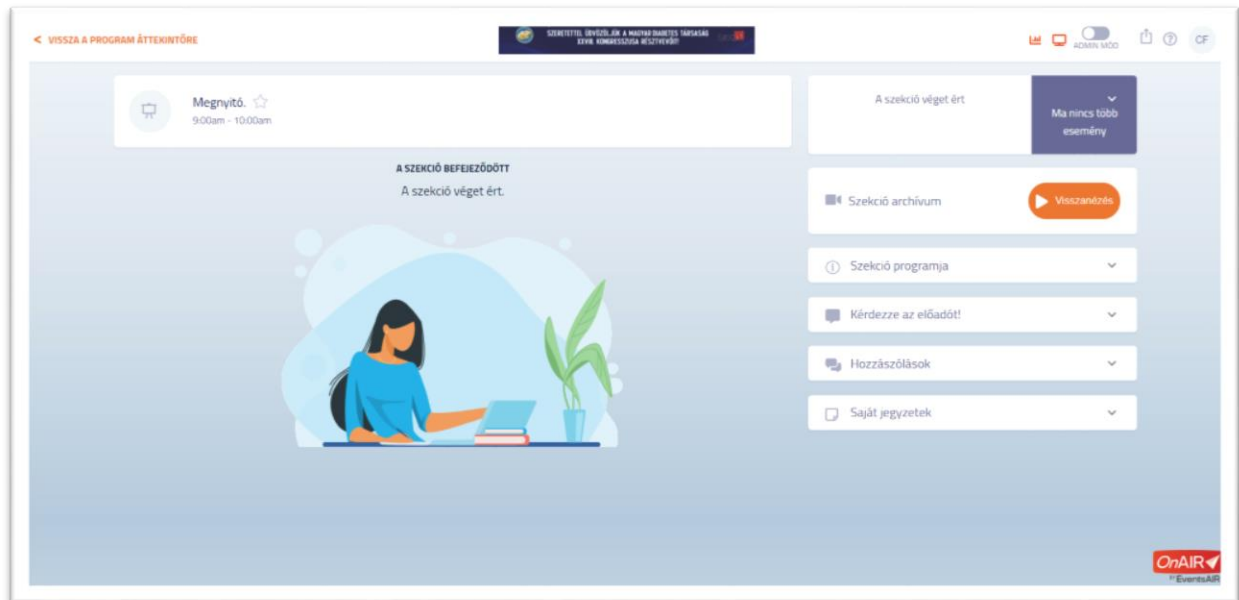 < VISSZA A PROGRAM ÁTTEKINTŐRE
SZERETETTEL ÜDVÖZÖLJÜK A MAGYAR DIABETES TÁRSASÁG
XXVIII. KONGRESSZUSA RÉSZTVEVŐIT!
ADMIN MÓD
CF
Megnyitó.
9:00am - 10:00am
A SZEKCIÓ BEFEJEZŐDÖTT
A szekció véget ért.
A szekció véget ért
Ma nincs több
esemény
Szekció archívum
Visszanézés
Szekció programja
Kérdezze az előadót!
Hozzászólások
Saját jegyzetek
OnAIR
BY EventsAIR